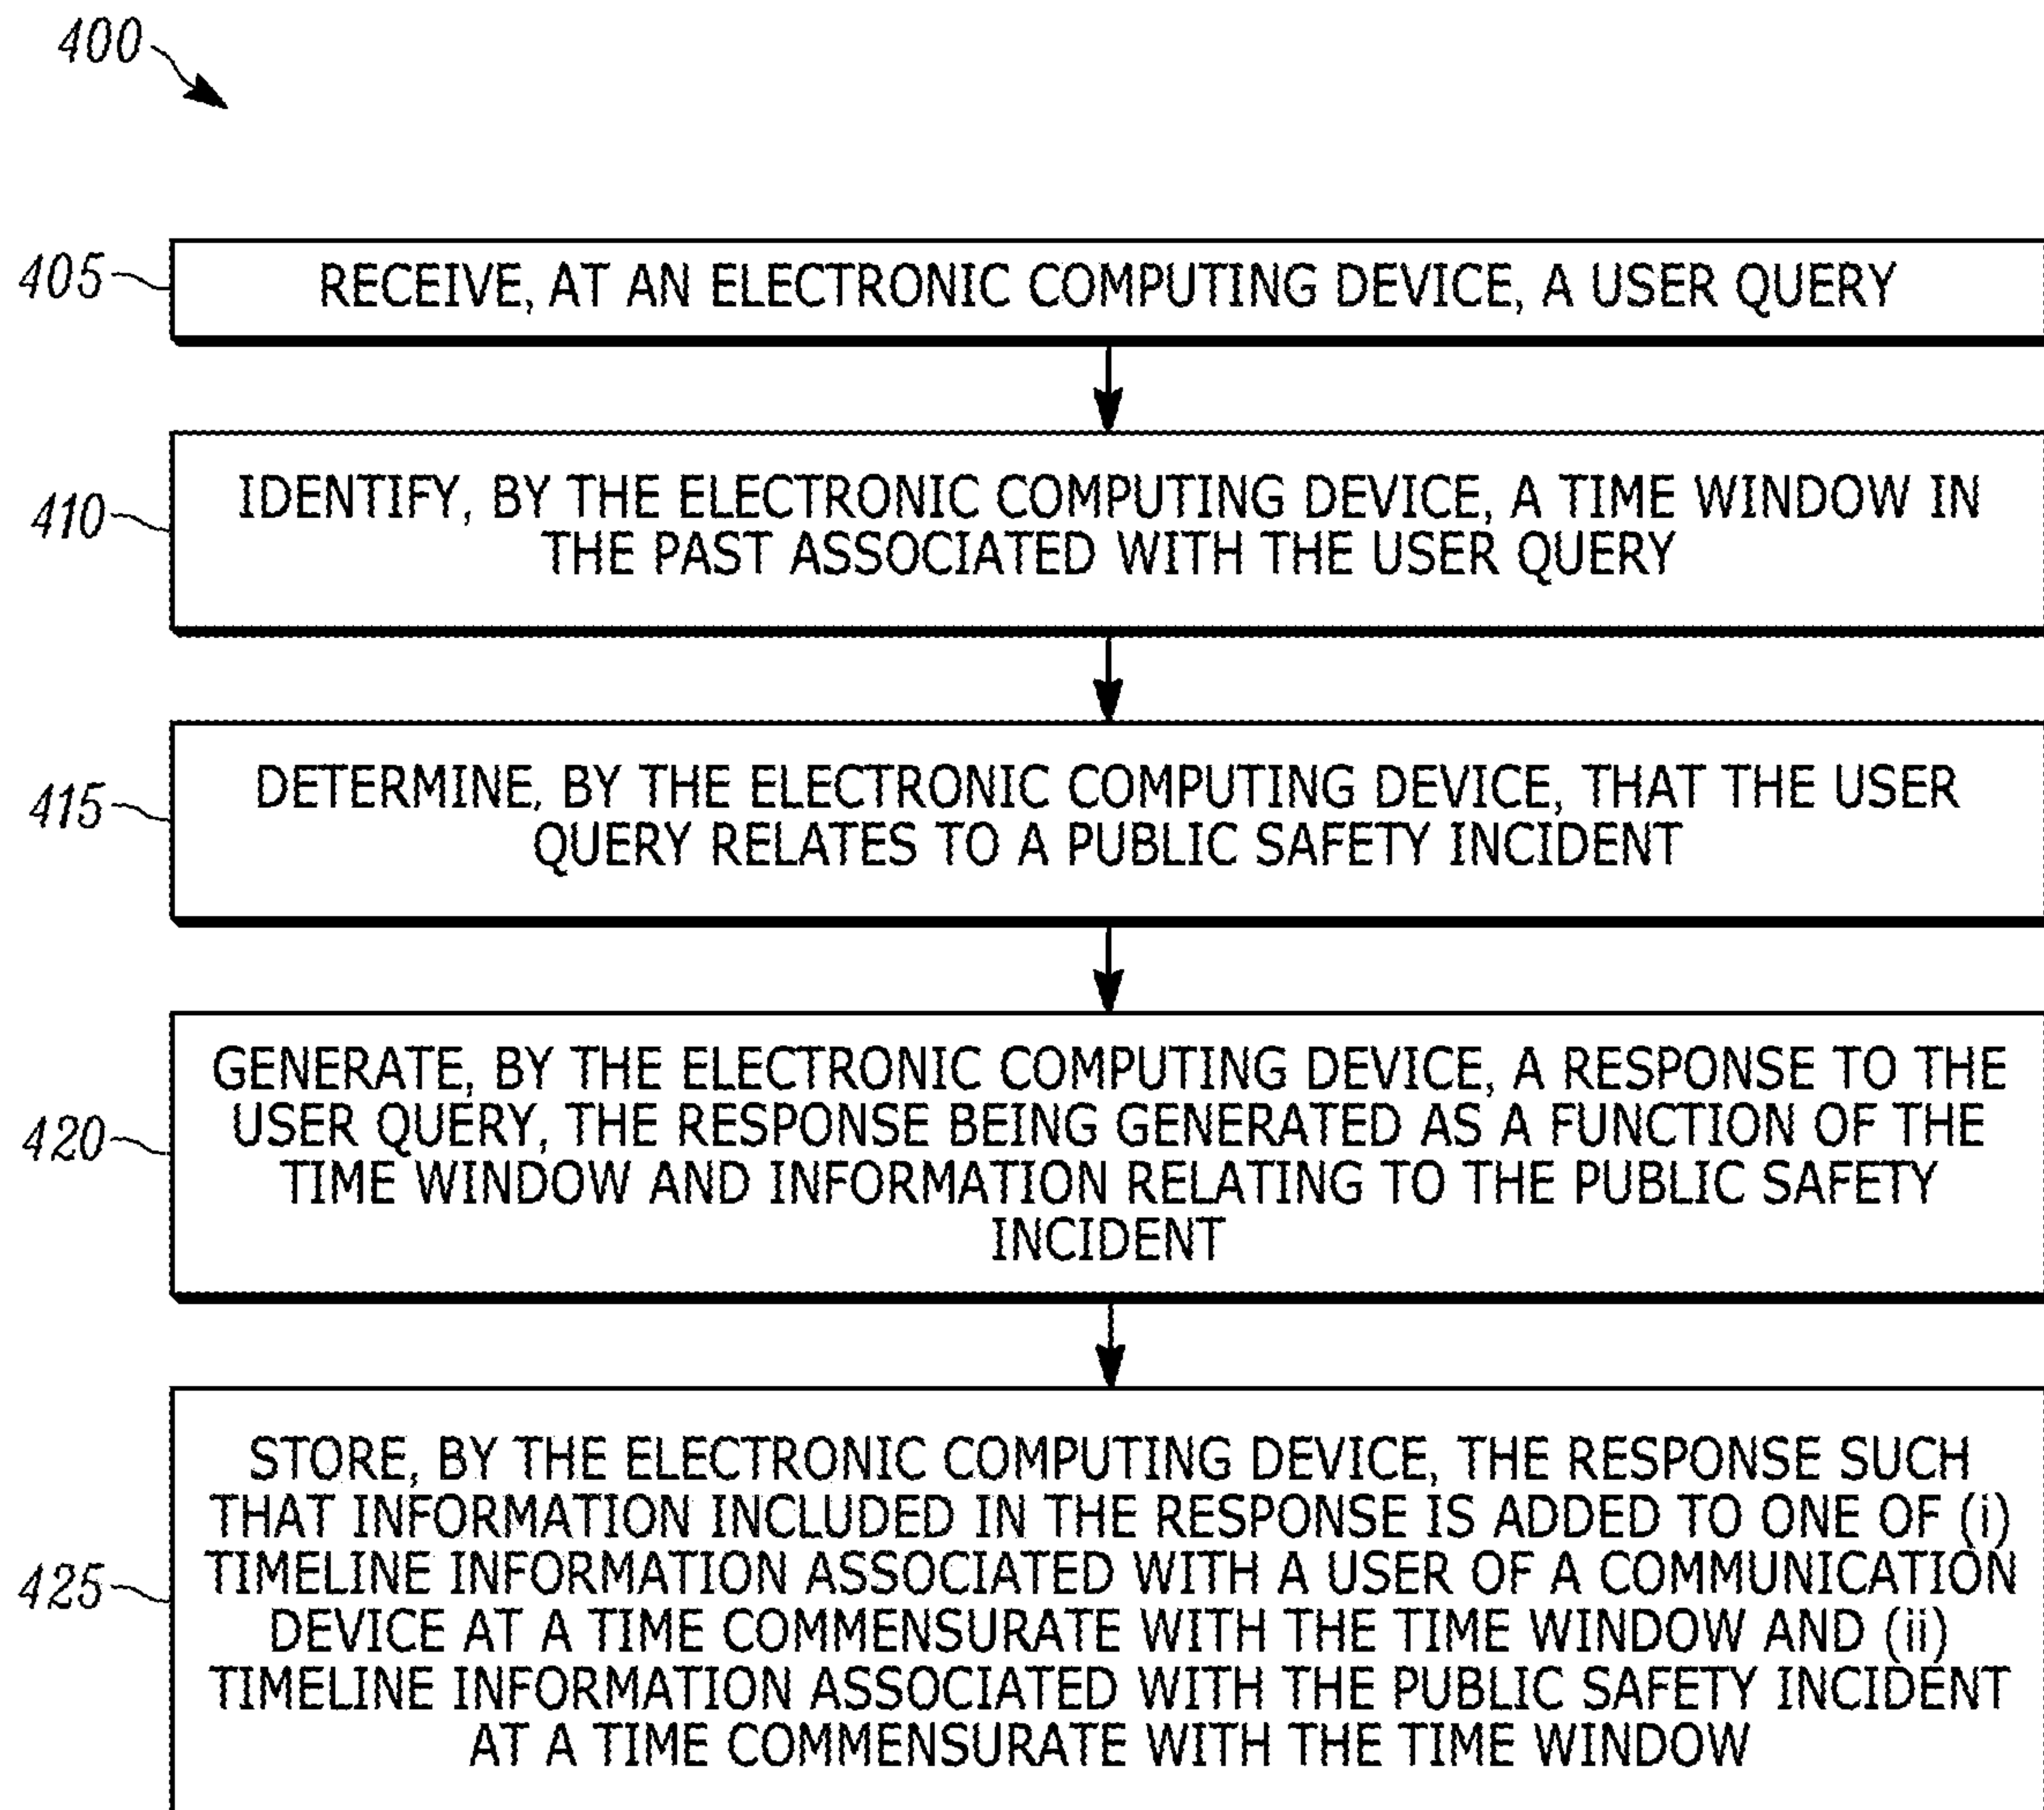 400
405
RECEIVE, AT AN ELECTRONIC COMPUTING DEVICE, A USER QUERY
410
IDENTIFY, BY THE ELECTRONIC COMPUTING DEVICE, A TIME WINDOW IN
THE PAST ASSOCIATED WITH THE USER QUERY
415
DETERMINE, BY THE ELECTRONIC COMPUTING DEVICE, THAT THE USER
QUERY RELATES TO A PUBLIC SAFETY INCIDENT
420
GENERATE, BY THE ELECTRONIC COMPUTING DEVICE, A RESPONSE TO THE
USER QUERY, THE RESPONSE BEING GENERATED AS A FUNCTION OF THE
TIME WINDOW AND INFORMATION RELATING TO THE PUBLIC SAFETY
INCIDENT
425
STORE, BY THE ELECTRONIC COMPUTING DEVICE, THE RESPONSE SUCH
THAT INFORMATION INCLUDED IN THE RESPONSE IS ADDED TO ONE OF (i)
TIMELINE INFORMATION ASSOCIATED WITH A USER OF A COMMUNICATION
DEVICE AT A TIME COMMENSURATE WITH THE TIME WINDOW AND (ii)
TIMELINE INFORMATION ASSOCIATED WITH THE PUBLIC SAFETY INCIDENT
AT A TIME COMMENSURATE WITH THE TIME WINDOW